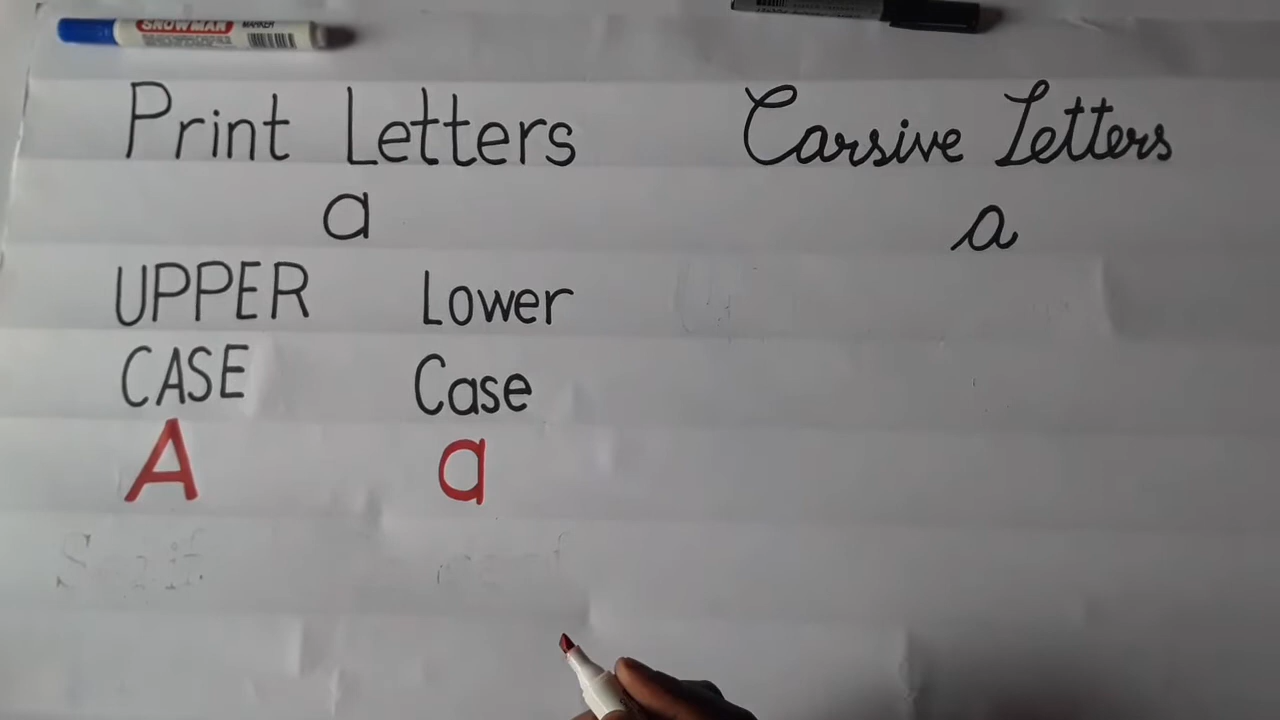 SNOWMAN MARKER
Print Letters
a
UPPER Lower
CASE Case
A a
Carsive Letters
a